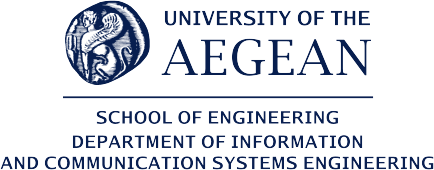 UNIVERSITY OF THE
AEGEAN
SCHOOL OF ENGINEERING
DEPARTMENT OF INFORMATION
AND COMMUNICATION SYSTEMS ENGINEERING